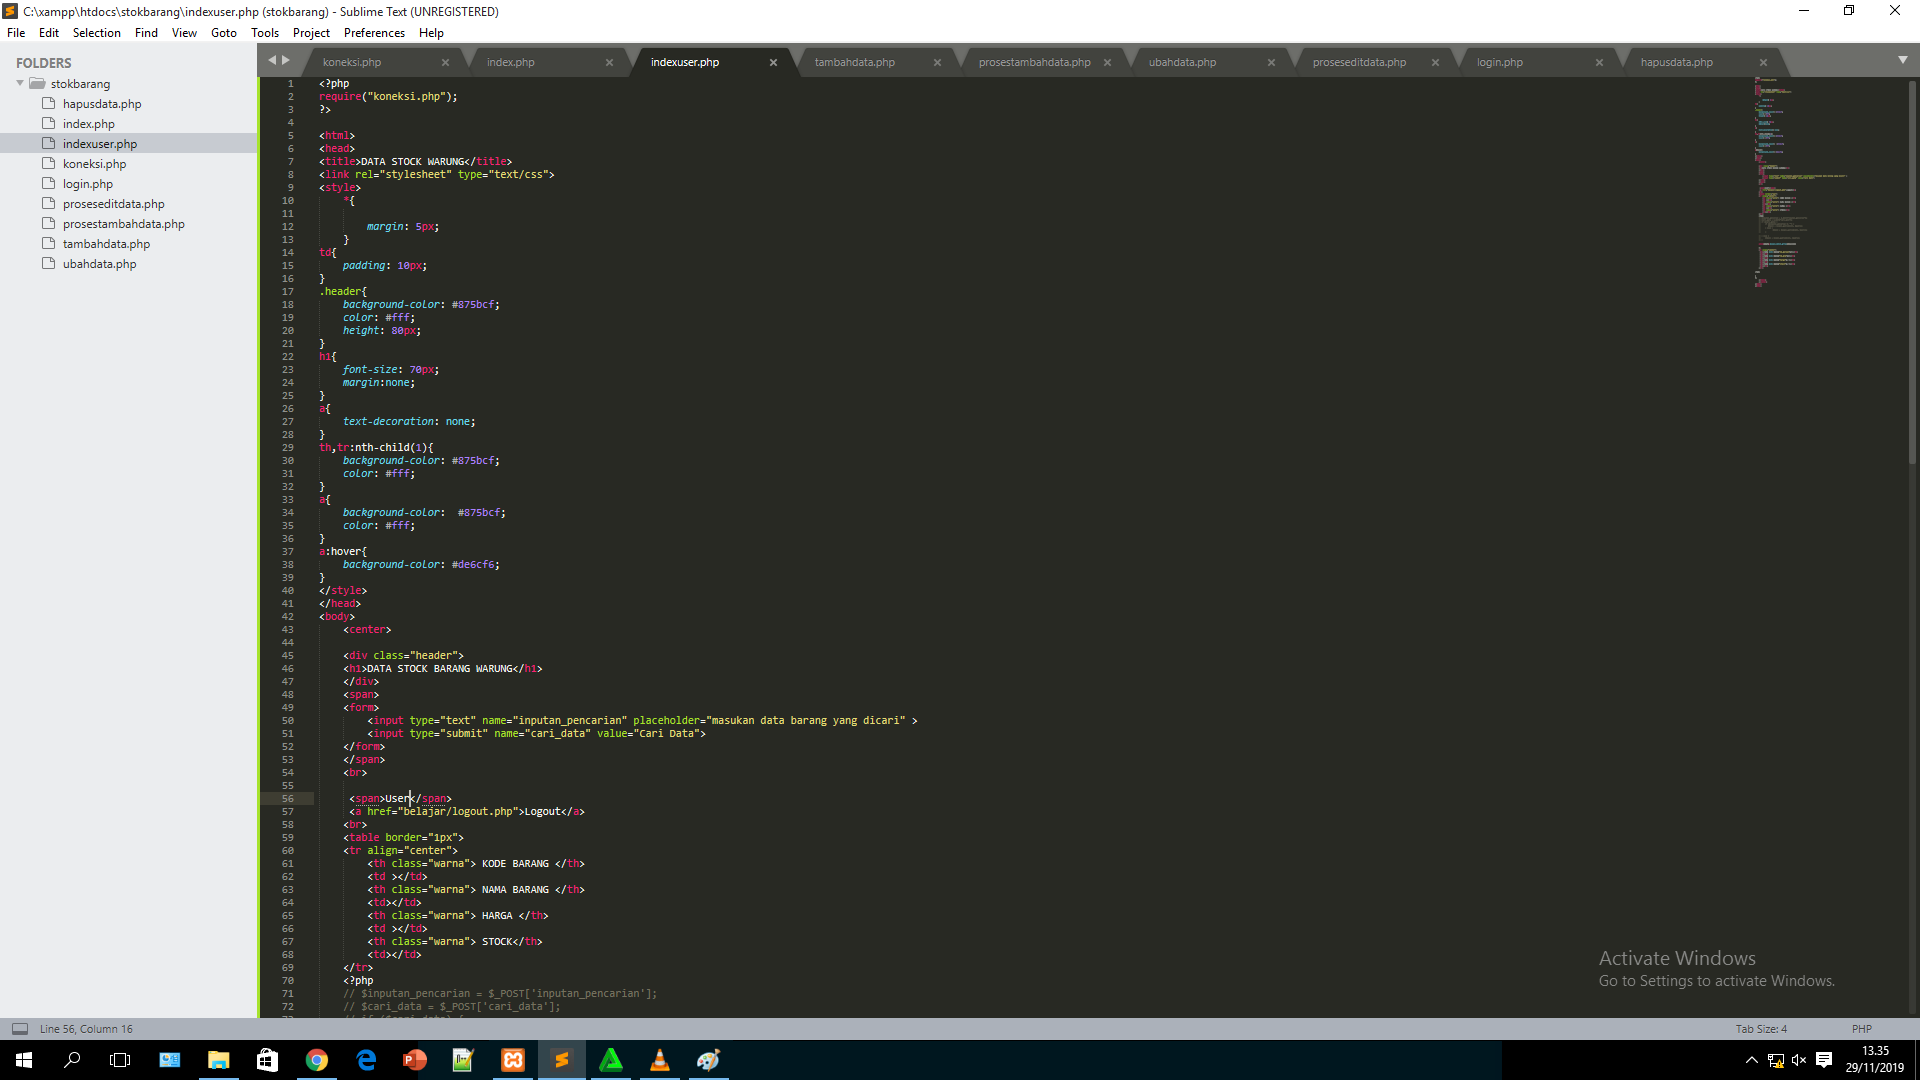 C:\xampp\htdocs\stokbarang\indexuser.php (stokbarang) - Sublime Text (UNREGISTERED)
File Edit Selection Find View Goto Tools Project Preferences Help
FOLDERS
stokbarang
hapusdata.php
index.php
indexuser.php
koneksi.php
login.php
proseseditdata.php
prosestambahdata.php
tambahdata.php
ubahdata.php
koneksi.php index.php indexuser.php tambahdata.php prosestambahdata.php ubahdata.php proseseditdata.php login.php hapusdata.php
1 <?php
2 require("koneksi.php");
3 ?>
4
5 <html>
6 <head>
7 <title>DATA STOCK WARUNG</title>
8 <link rel="stylesheet" type="text/css">
9 <style>
10 *{
11
12 margin: 5px;
13 }
14 td{
15 padding: 10px;
16 }
17 .header{
18 background-color: #875bcf;
19 color: #fff;
20 height: 80px;
21 }
22 h1{
23 font-size: 70px;
24 margin:none;
25 }
26 a{
27 text-decoration: none;
28 }
29 th,tr:nth-child(1){
30 background-color: #875bcf;
31 color: #fff;
32 }
33 a{
34 background-color:  #875bcf;
35 color: #fff;
36 }
37 a:hover{
38 background-color: #de6cf6;
39 }
40 </style>
41 </head>
42 <body>
43 <center>
44
45 <div class="header">
46 <h1>DATA STOCK BARANG WARUNG</h1>
47 </div>
48 <span>
49 <form>
50 <input type="text" name="inputan_pencarian" placeholder="masukan data barang yang dicari" >
51 <input type="submit" name="cari_data" value="Cari Data">
52 </form>
53 </span>
54 <br>
55
56 <span>User</span>
57 <a href="belajar/logout.php">Logout</a>
58 <br>
59 <table border="1px">
60 <tr align="center">
61 <th class="warna"> KODE BARANG </th>
62 <td ></td>
63 <th class="warna"> NAMA BARANG </th>
64 <td></td>
65 <th class="warna"> HARGA </th>
66 <td ></td>
67 <th class="warna"> STOCK</th>
68 <td></td>
69 </tr>
70 <?php
71 // $inputan_pencarian = $_POST['inputan_pencarian'];
72 // $cari_data = $_POST['cari_data'];
Activate Windows
Go to Settings to activate Windows.
Line 56, Column 16
Tab Size: 4
PHP
13.35
29/11/2019